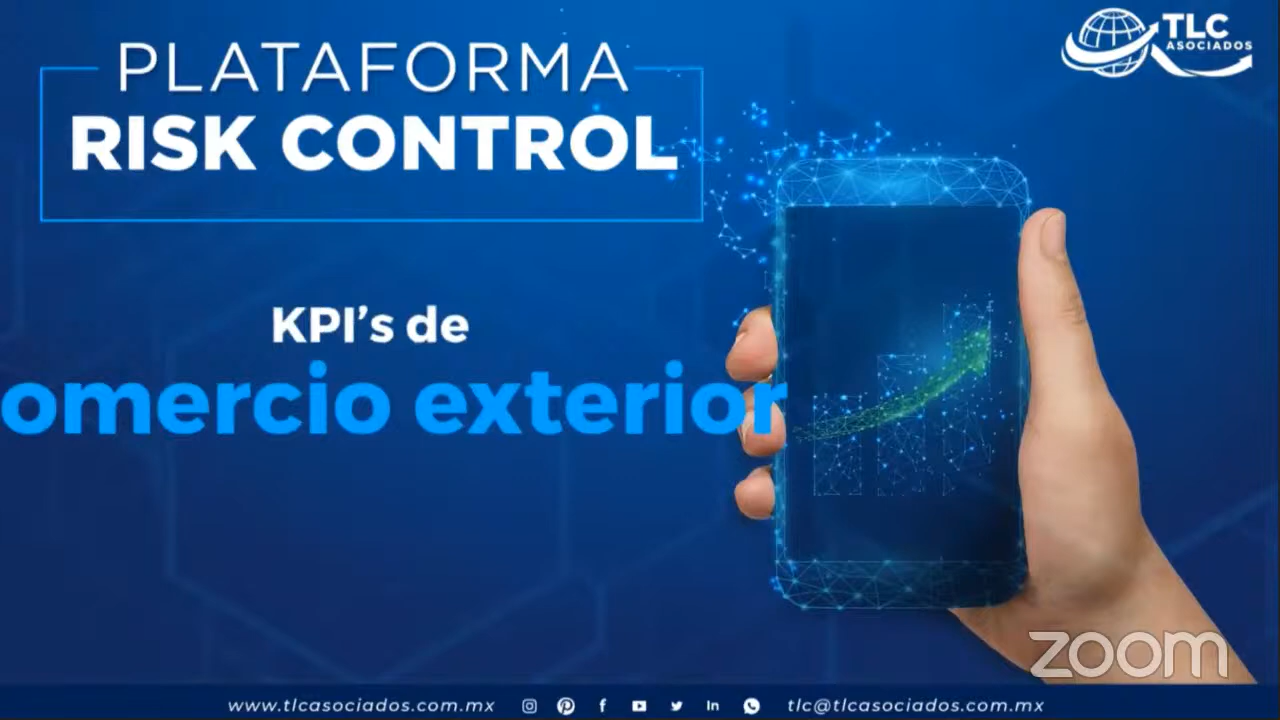 PLATAFORMA
RISK CONTROL
TLC
ASOCIADOS
KPI's de
omercio exterior
zoom
www.tlcasociados.com.mx
tlc@tlcasociados.com.mx